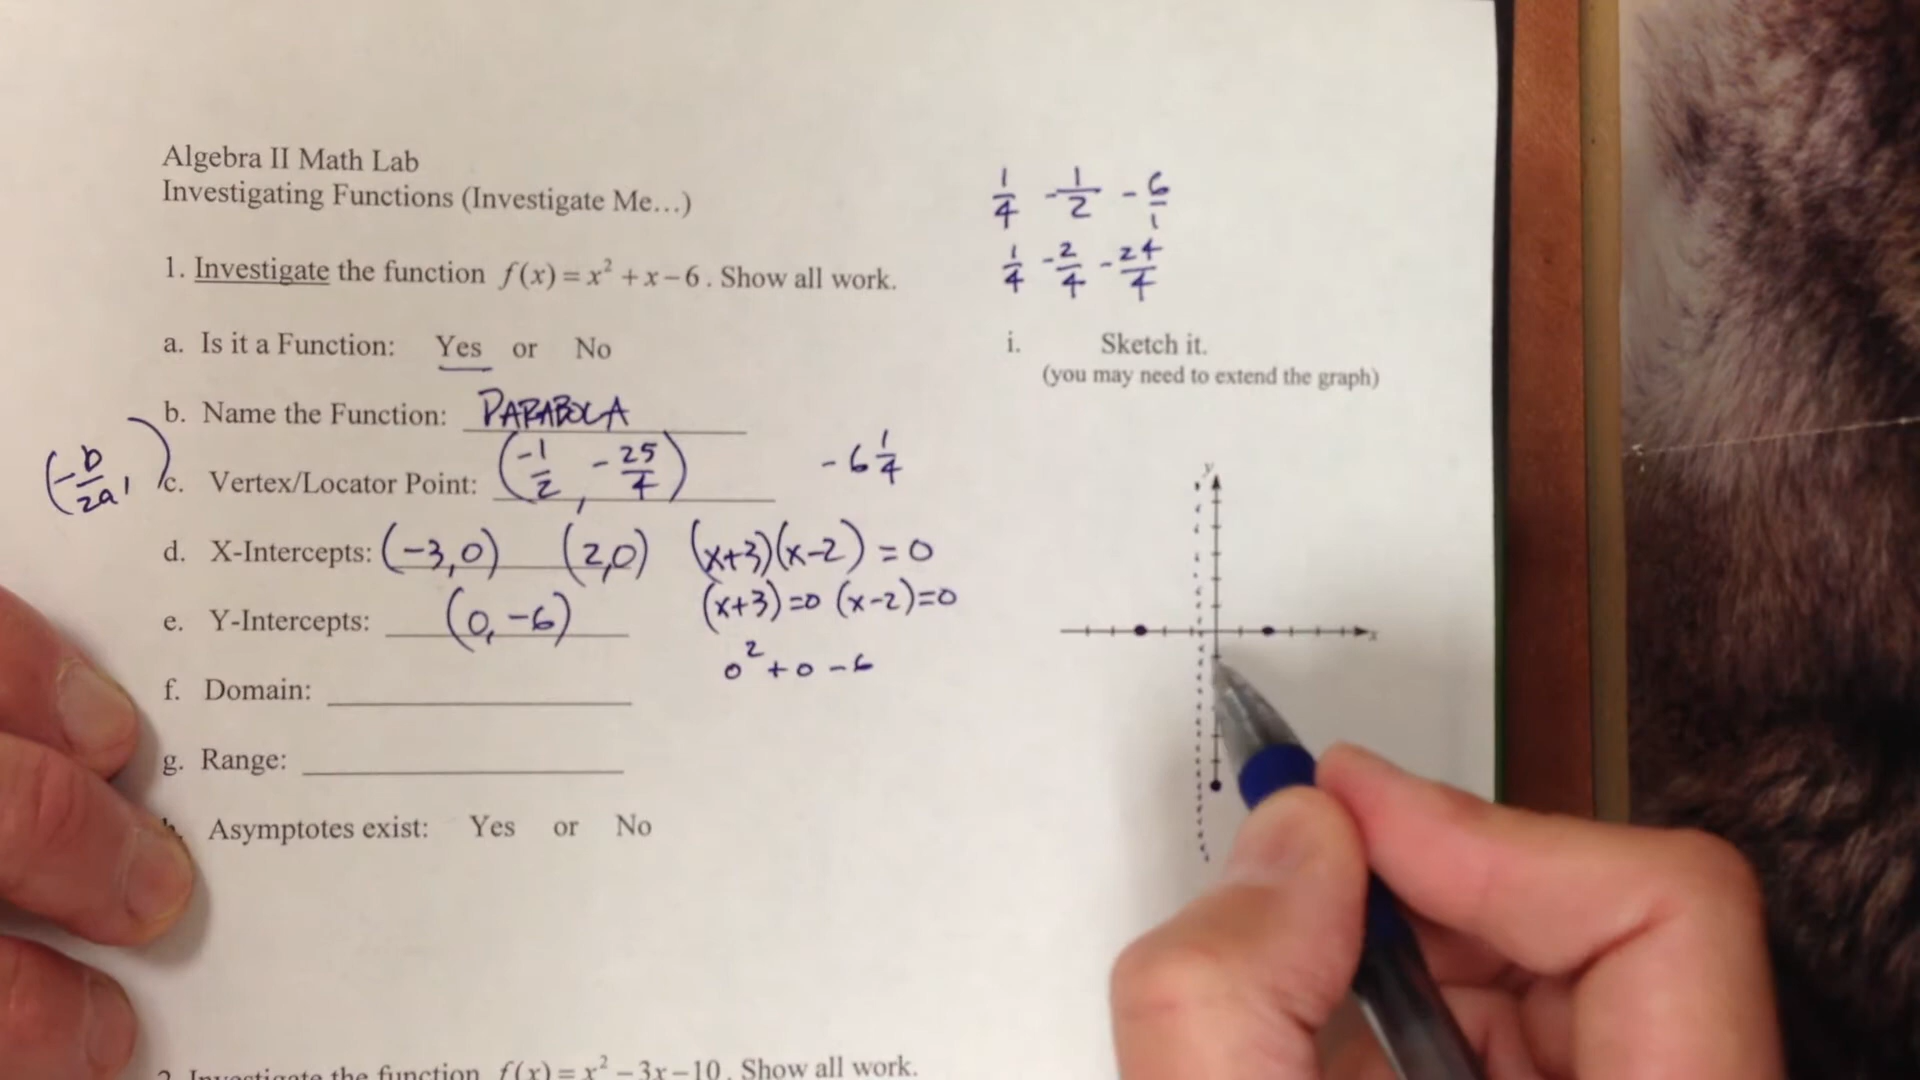 Algebra II Math Lab
Investigating Functions (Investigate Me...)
1. Investigate the function f(x) = x² + x − 6. Show all work.
1/4 - 1/2 - 6/1
1/4 - 2/4 - 24/4
a. Is it a Function: Yes or No
b. Name the Function: PARABOLA
(-b/2a, )
c. Vertex/Locator Point: (-1/2, -25/4) -6 1/4
d. X-Intercepts: (-3,0) (2,0) (x+3)(x-2) = 0
(x+3)=0 (x-2)=0
e. Y-Intercepts: (0,-6)
0² + 0 - 6
f. Domain:
g. Range:
Asymptotes exist: Yes or No
i. Sketch it.
(you may need to extend the graph)
y
x
Investigate the function f(x) = x² − 3x − 10. Show all work.